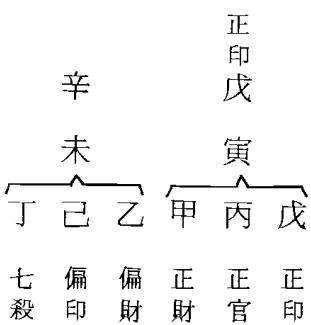 正印
辛 戊
未 寅
丁 己 乙 甲 丙 戊
七殺 偏印 偏財 正財 正官 正印